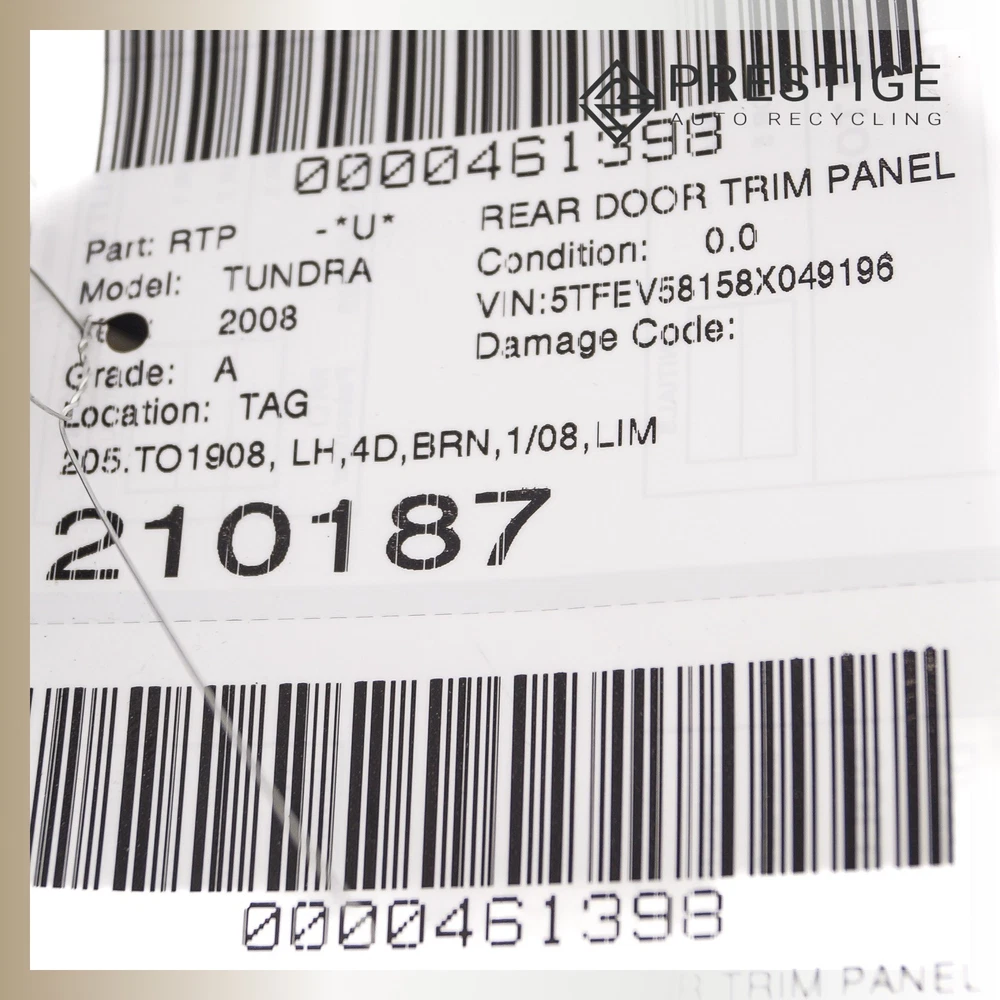 PRESTIGE
AUTO RECYCLING
0000461398
Part: RTP -*U*
REAR DOOR TRIM PANEL
Model: TUNDRA
Condition: 0.0
2008
VIN:5TFEV58158X049196
Grade: A
Damage Code:
Location: TAG
205.TO1908, LH,4D,BRN,1/08,LIM
210187
0000461398
TRIM PANEL